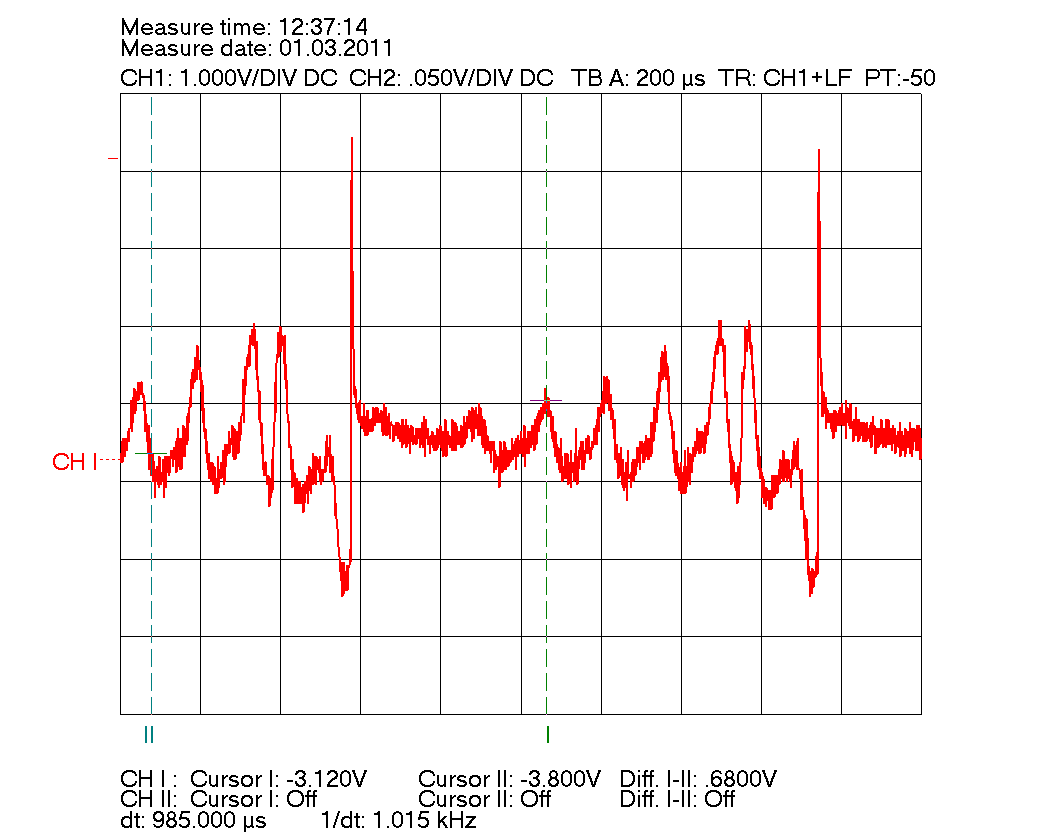 Measure time: 12:37:14
Measure date: 01.03.2011
CH1: 1.000V/DIV DC CH2: .050V/DIV DC TB A: 200 µs TR: CH1+LF PT:-50
CH I
II I
CH I : Cursor I: -3.120V Cursor II: -3.800V Diff. I-II: .6800V
CH II: Cursor I: Off Cursor II: Off Diff. I-II: Off
dt: 985.000 µs 1/dt: 1.015 kHz